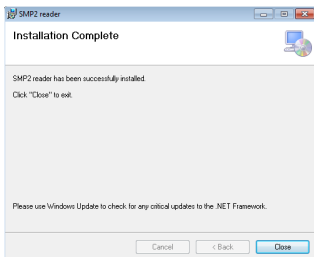 SMP2 reader
Installation Complete
SMP2 reader has been successfully installed.
Click "Close" to exit.
Please use Windows Update to check for any critical updates to the .NET Framework.
Cancel
< Back
Close